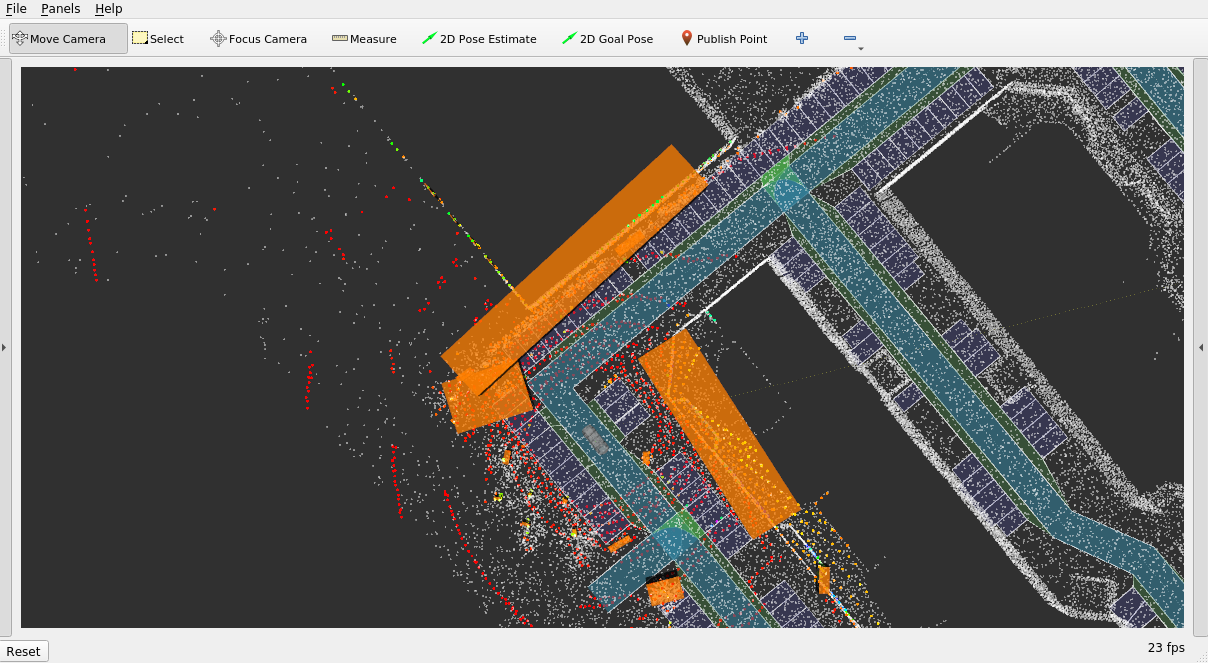 File Panels Help
Move Camera Select Focus Camera Measure 2D Pose Estimate 2D Goal Pose Publish Point
Reset 23 fps